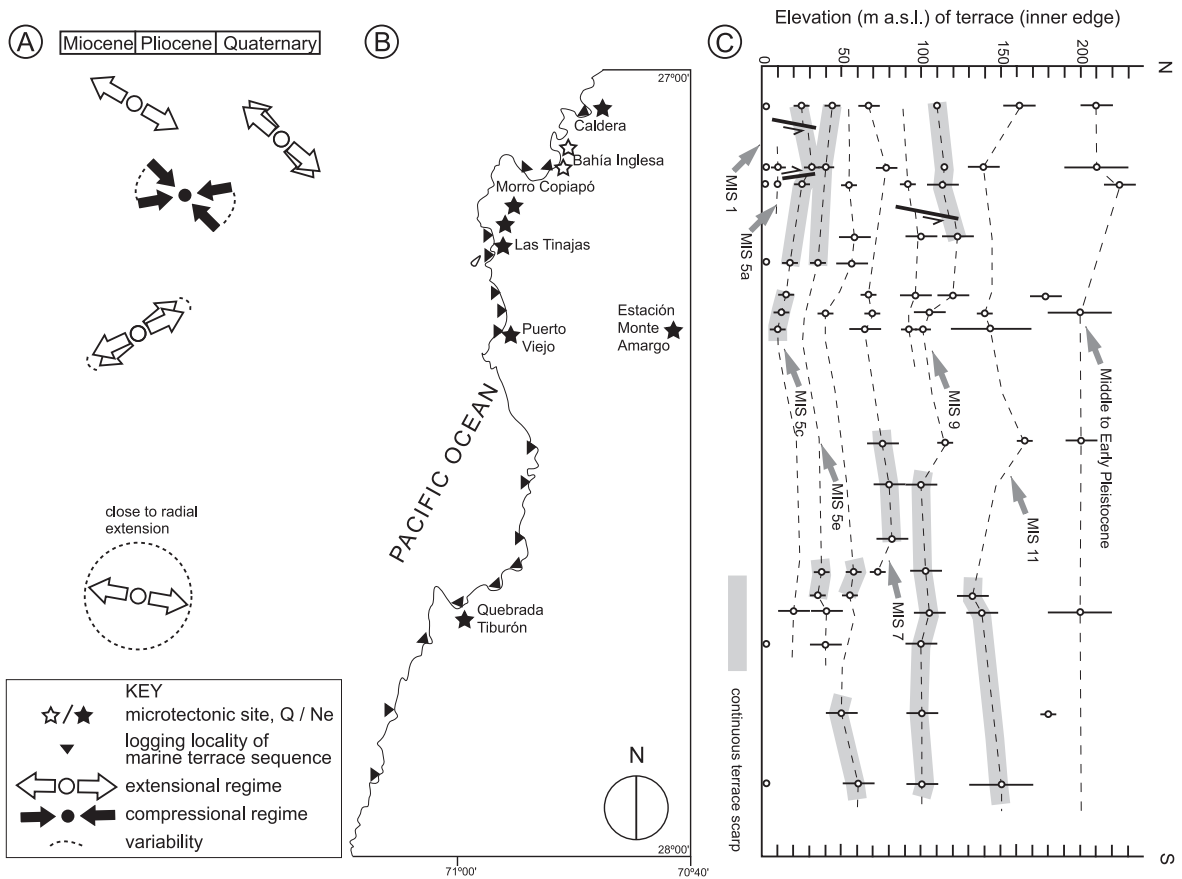 A
Miocene Pliocene Quaternary
close to radial
extension
KEY
microtectonic site, Q / Ne
logging locality of
marine terrace sequence
extensional regime
compressional regime
variability
B
27°00'
Caldera
Bahía Inglesa
Morro Copiapó
Las Tinajas
Puerto
Viejo
Estación
Monte
Amargo
PACIFIC OCEAN
Quebrada
Tiburón
N
28°00'
71°00'
70°40'
C
Elevation (m a.s.l.) of terrace (inner edge)
0
50
100
150
200
N
MIS 1
MIS 5a
MIS 5c
MIS 5e
MIS 7
MIS 9
MIS 11
Middle to Early Pleistocene
continuous terrace scarp
S